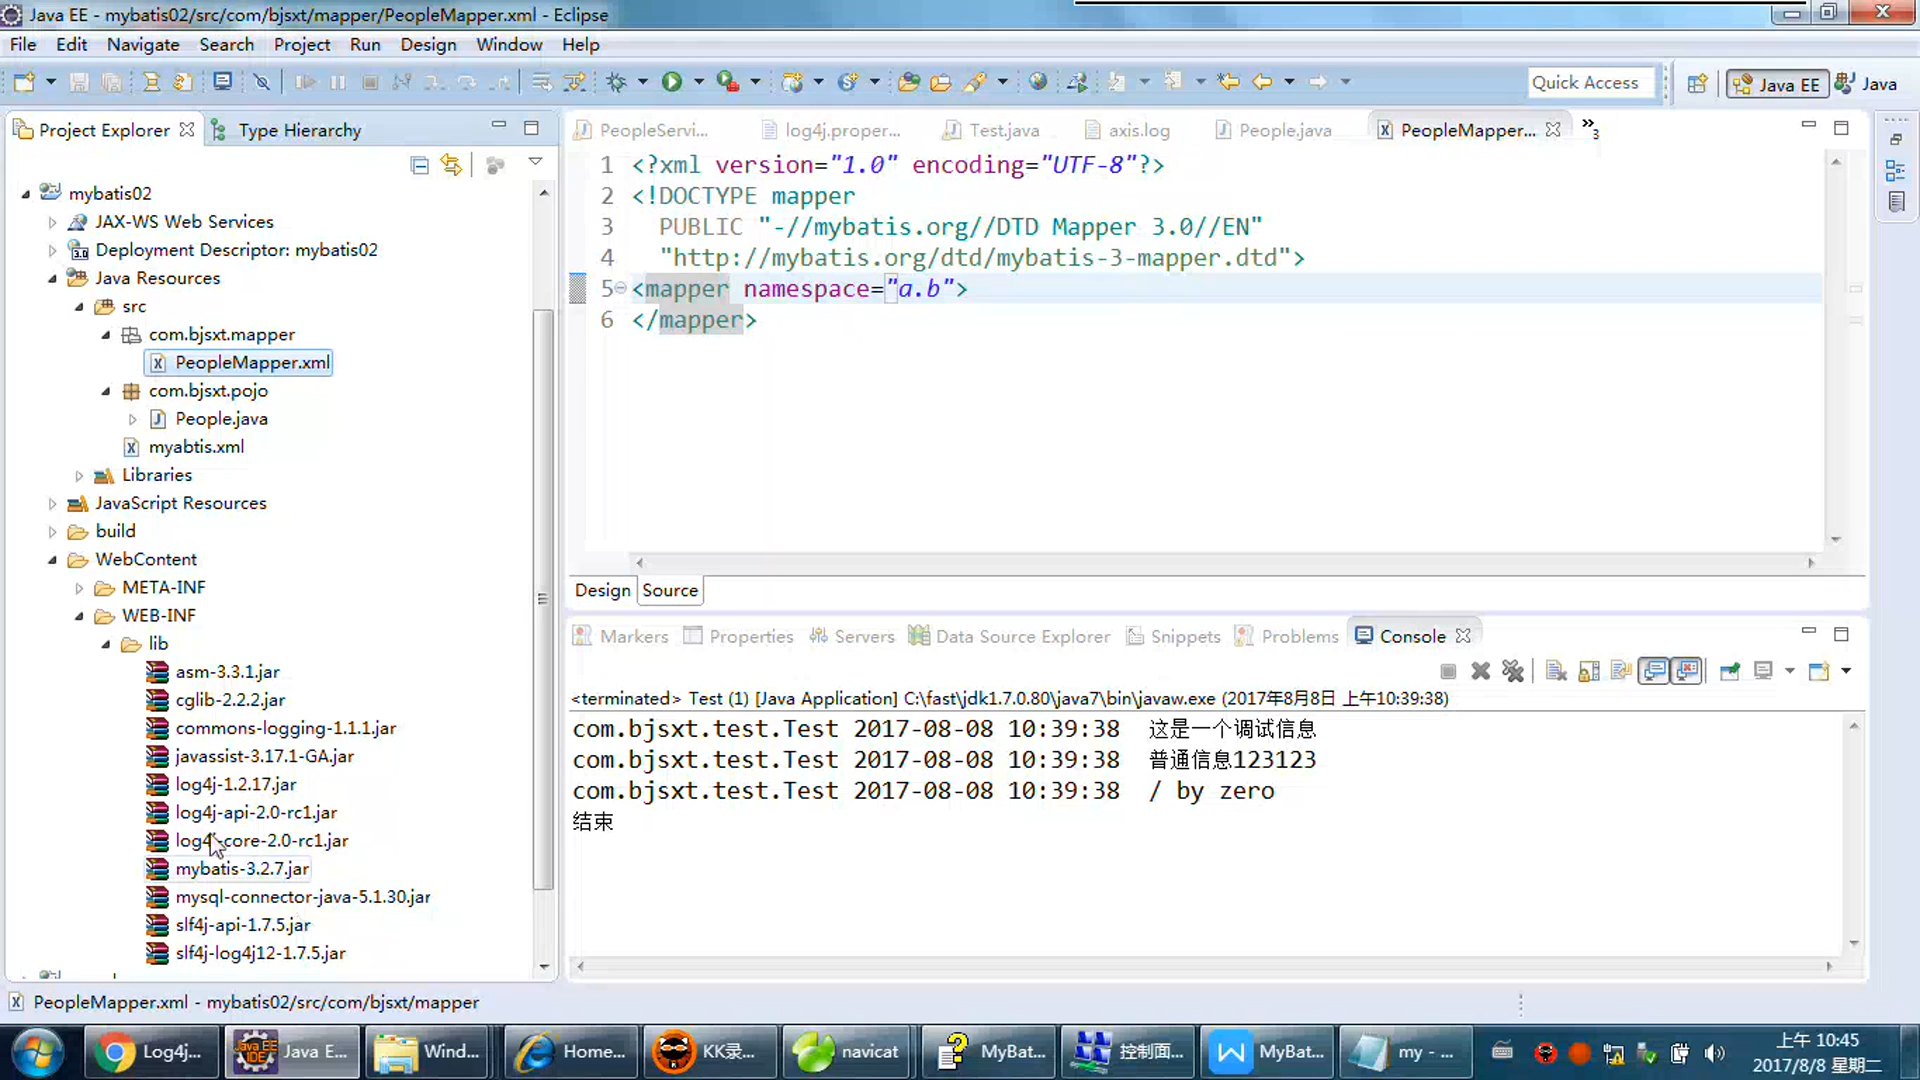 Java EE - mybatis02/src/com/bjsxt/mapper/PeopleMapper.xml - Eclipse
File Edit Navigate Search Project Run Design Window Help
Quick Access
Java EE
Java
Project Explorer
Type Hierarchy
mybatis02
JAX-WS Web Services
Deployment Descriptor: mybatis02
Java Resources
src
com.bjsxt.mapper
PeopleMapper.xml
com.bjsxt.pojo
People.java
myabtis.xml
Libraries
JavaScript Resources
build
WebContent
META-INF
WEB-INF
lib
asm-3.3.1.jar
cglib-2.2.2.jar
commons-logging-1.1.1.jar
javassist-3.17.1-GA.jar
log4j-1.2.17.jar
log4j-api-2.0-rc1.jar
log4j-core-2.0-rc1.jar
mybatis-3.2.7.jar
mysql-connector-java-5.1.30.jar
slf4j-api-1.7.5.jar
slf4j-log4j12-1.7.5.jar
PeopleServi... log4j.proper... Test.java axis.log People.java PeopleMapper... »3
1 <?xml version="1.0" encoding="UTF-8"?>
2 <!DOCTYPE mapper
3 PUBLIC "-//mybatis.org//DTD Mapper 3.0//EN"
4 "http://mybatis.org/dtd/mybatis-3-mapper.dtd">
5 <mapper namespace="a.b">
6 </mapper>
Design Source
Markers Properties Servers Data Source Explorer Snippets Problems Console
<terminated> Test (1) [Java Application] C:\fast\jdk1.7.0.80\java7\bin\javaw.exe (2017年8月8日 上午10:39:38)
com.bjsxt.test.Test 2017-08-08 10:39:38 这是一个调试信息
com.bjsxt.test.Test 2017-08-08 10:39:38 普通信息123123
com.bjsxt.test.Test 2017-08-08 10:39:38 / by zero
结束
PeopleMapper.xml - mybatis02/src/com/bjsxt/mapper
Log4j... Java E... Wind... Home... KK录... navicat MyBat... 控制面... MyBat... my - ...
上午 10:45
2017/8/8 星期二